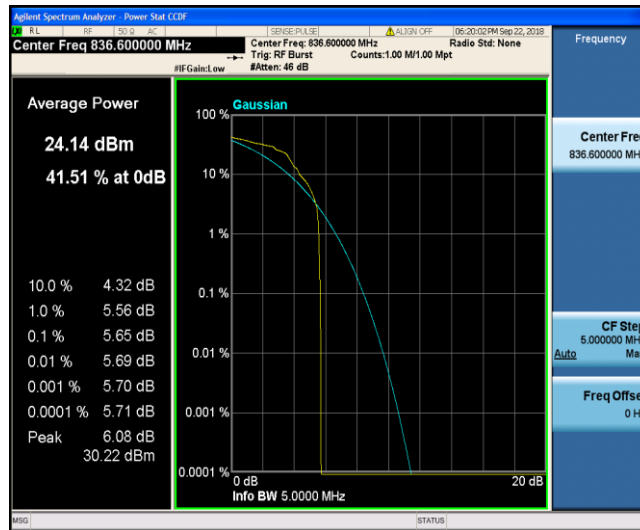 Agilent Spectrum Analyzer - Power Stat CCDF
RL RF 50 Ω AC SENSE:PULSE ALIGN OFF 06:20:02 PM Sep 22, 2018
Center Freq 836.600000 MHz
Center Freq: 836.600000 MHz Radio Std: None
Trig: RF Burst Counts:1.00 M/1.00 Mpt
#IFGain:Low #Atten: 46 dB
Frequency
Average Power
24.14 dBm
41.51 % at 0dB
10.0 % 4.32 dB
1.0 % 5.56 dB
0.1 % 5.65 dB
0.01 % 5.69 dB
0.001 % 5.70 dB
0.0001 % 5.71 dB
Peak 6.08 dB
30.22 dBm
Gaussian
100 %
10 %
1 %
0.1 %
0.01 %
0.001 %
0.0001 %
0 dB 20 dB
Info BW 5.0000 MHz
Center Fre
836.600000 MH
CF Step
5.000000 MH
Auto Ma
Freq Offse
0 H
MSG STATUS